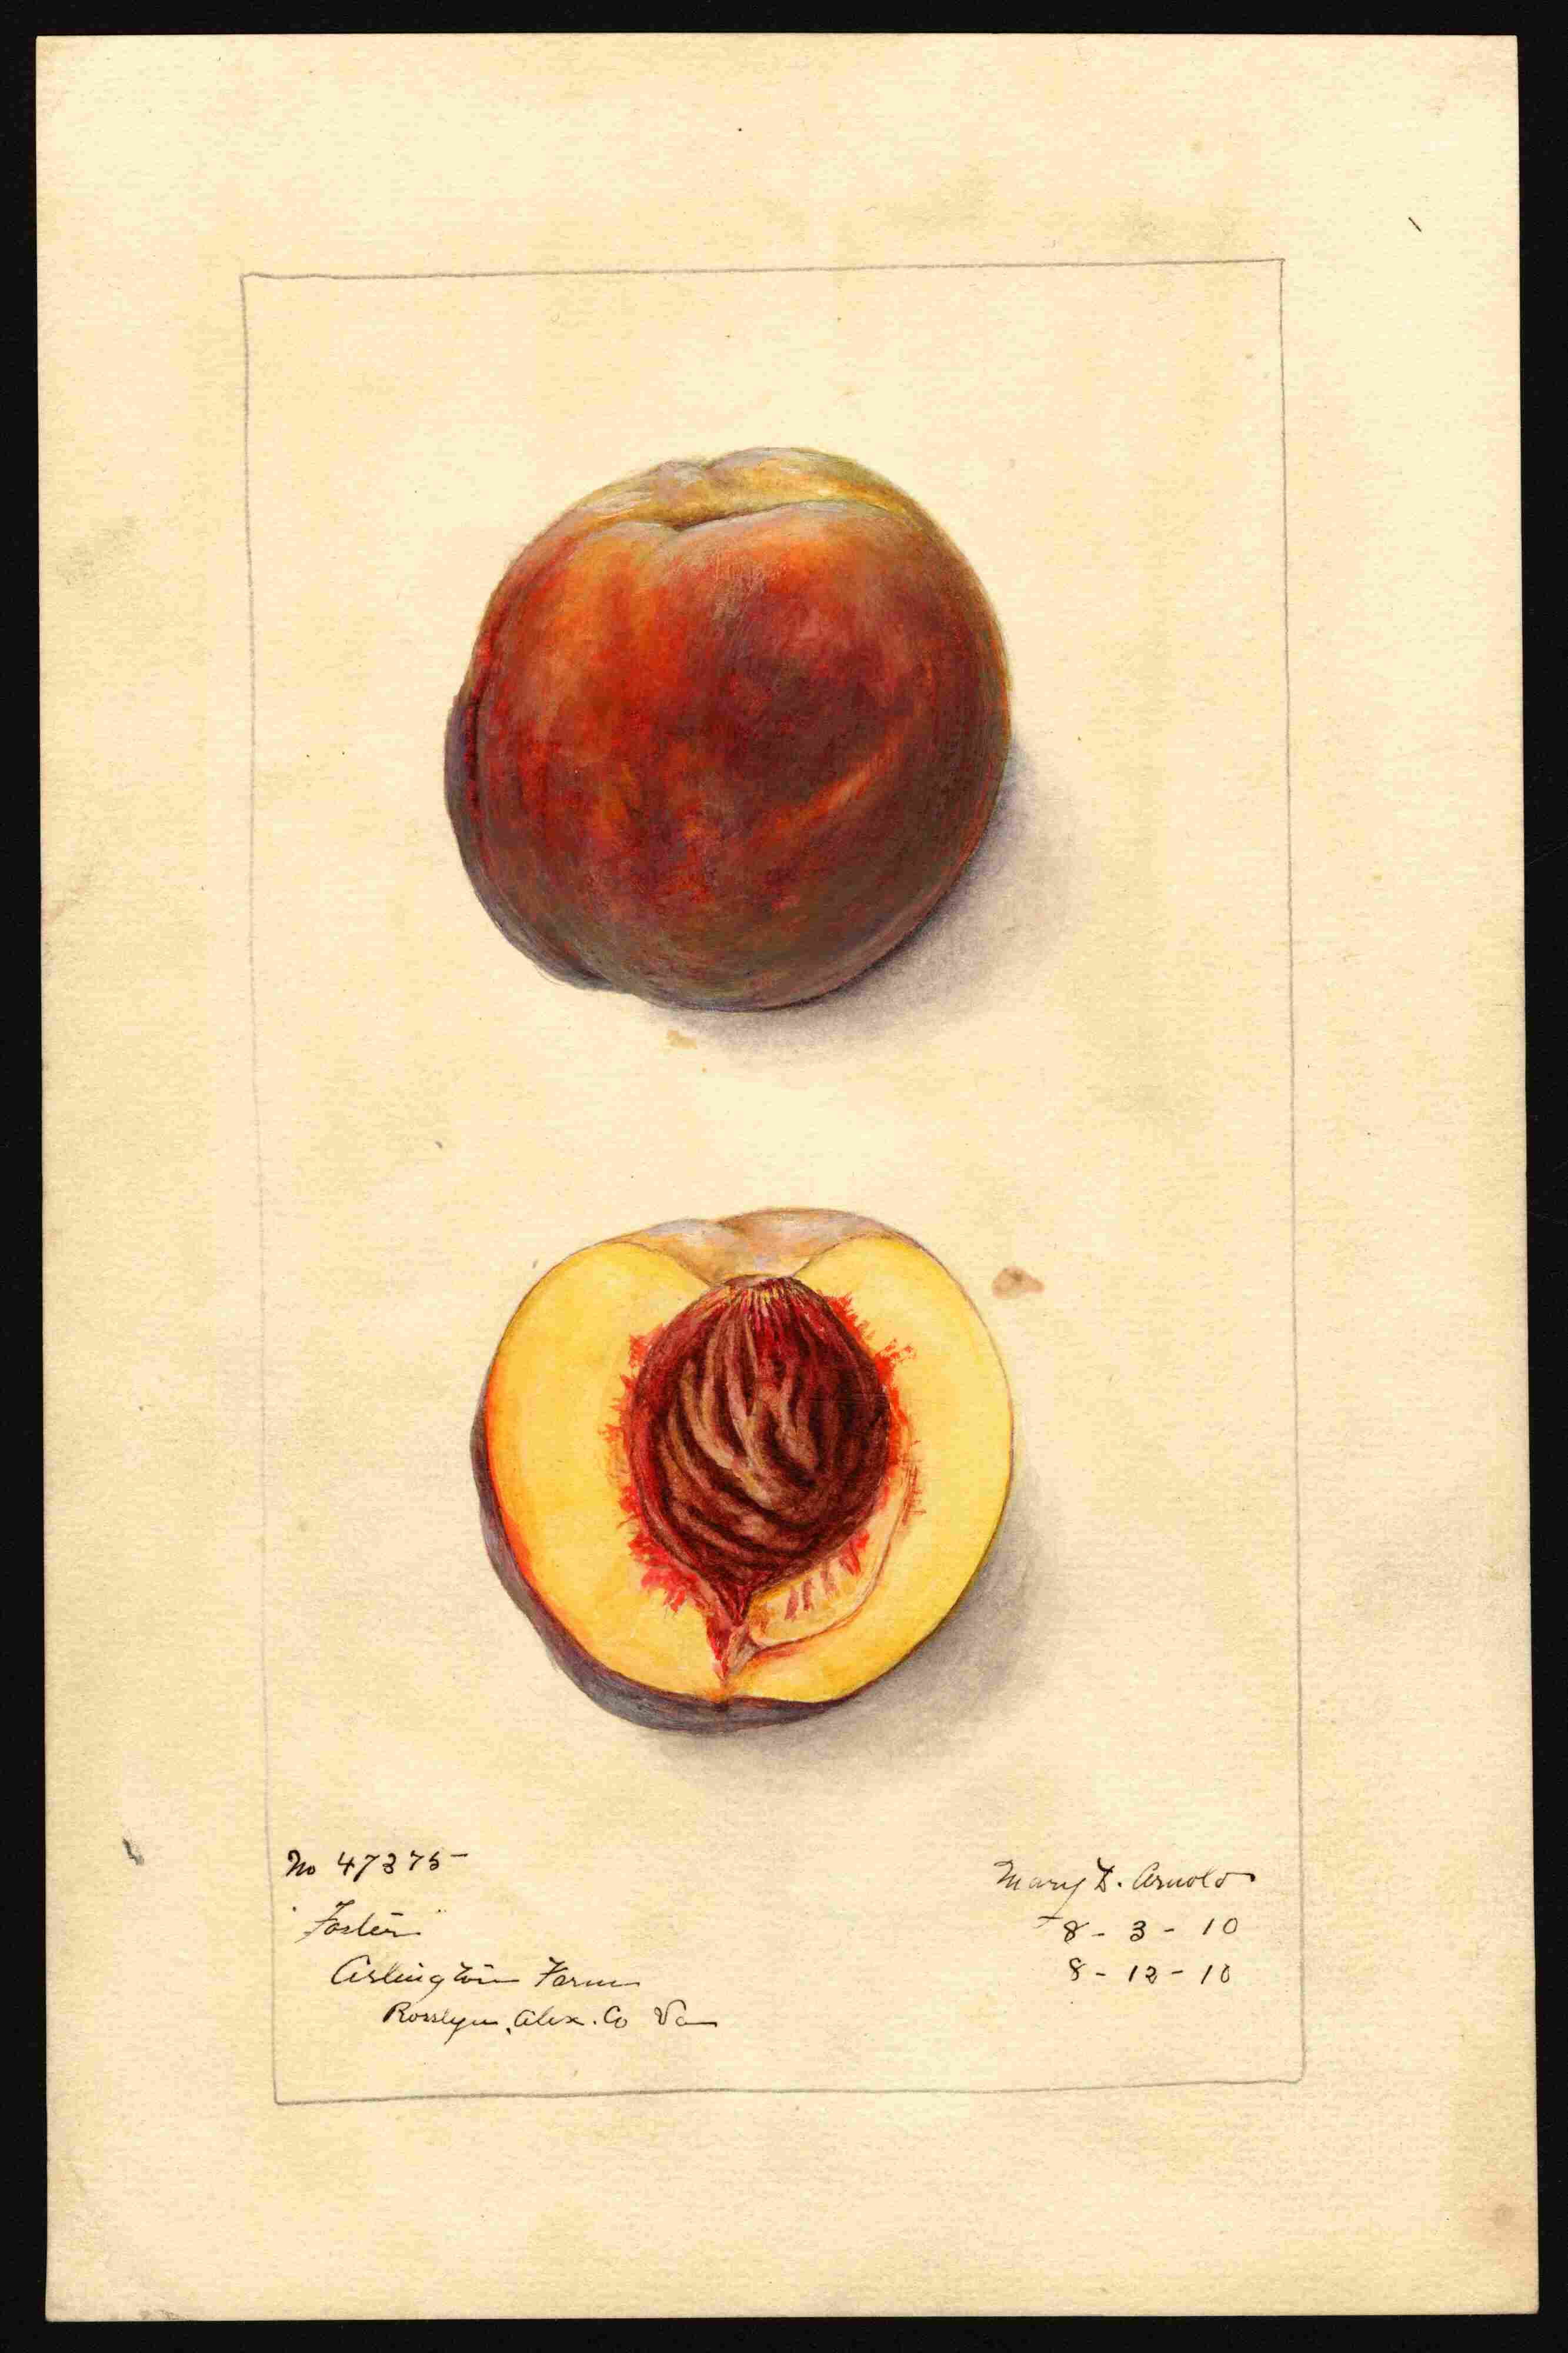 No 47375
"Foster"
Arlington Farm
Rosslyn, Alex. Co Va
Mary D. Arnold
8 - 3 - 10
8 - 12 - 10